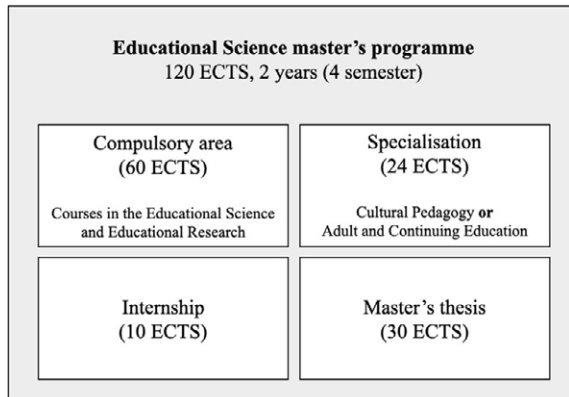 Educational Science master's programme
120 ECTS, 2 years (4 semester)
Compulsory area
(60 ECTS)
Courses in the Educational Science
and Educational Research
Specialisation
(24 ECTS)
Cultural Pedagogy or
Adult and Continuing Education
Internship
(10 ECTS)
Master's thesis
(30 ECTS)